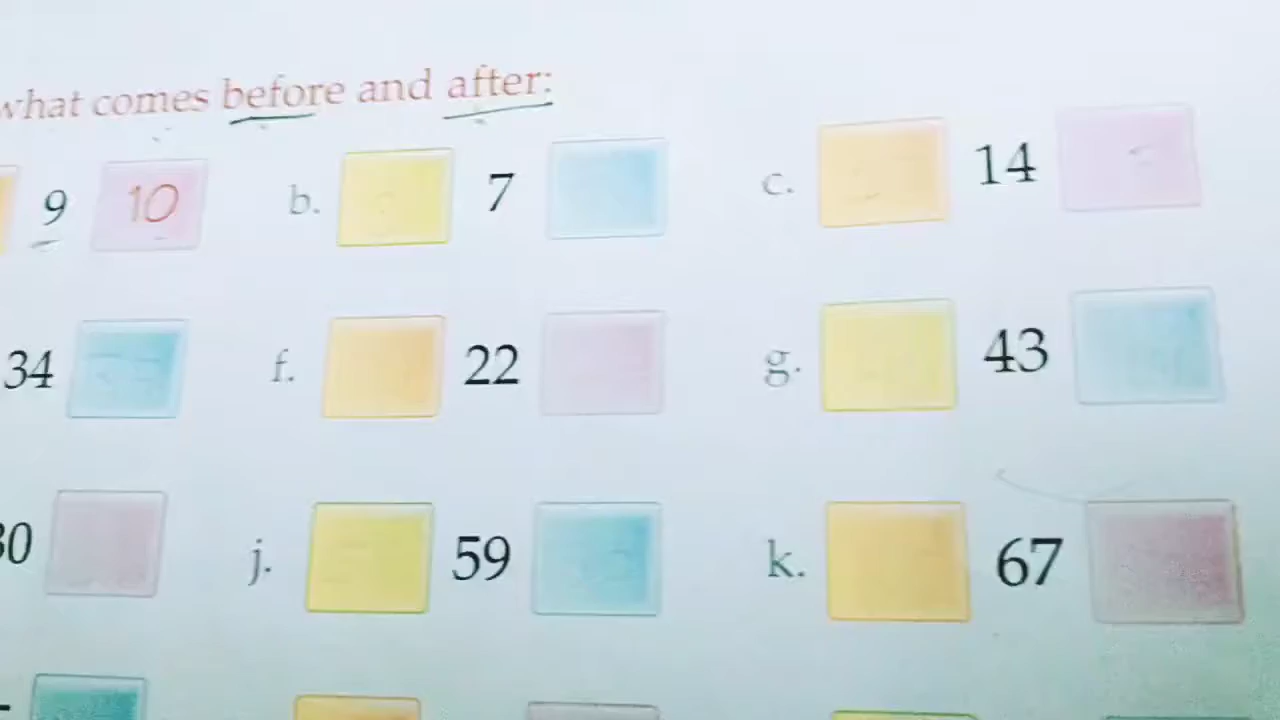 what comes before and after:
9 10 b. 7 c. 14
34 f. 22 g. 43
30 j. 59 k. 67